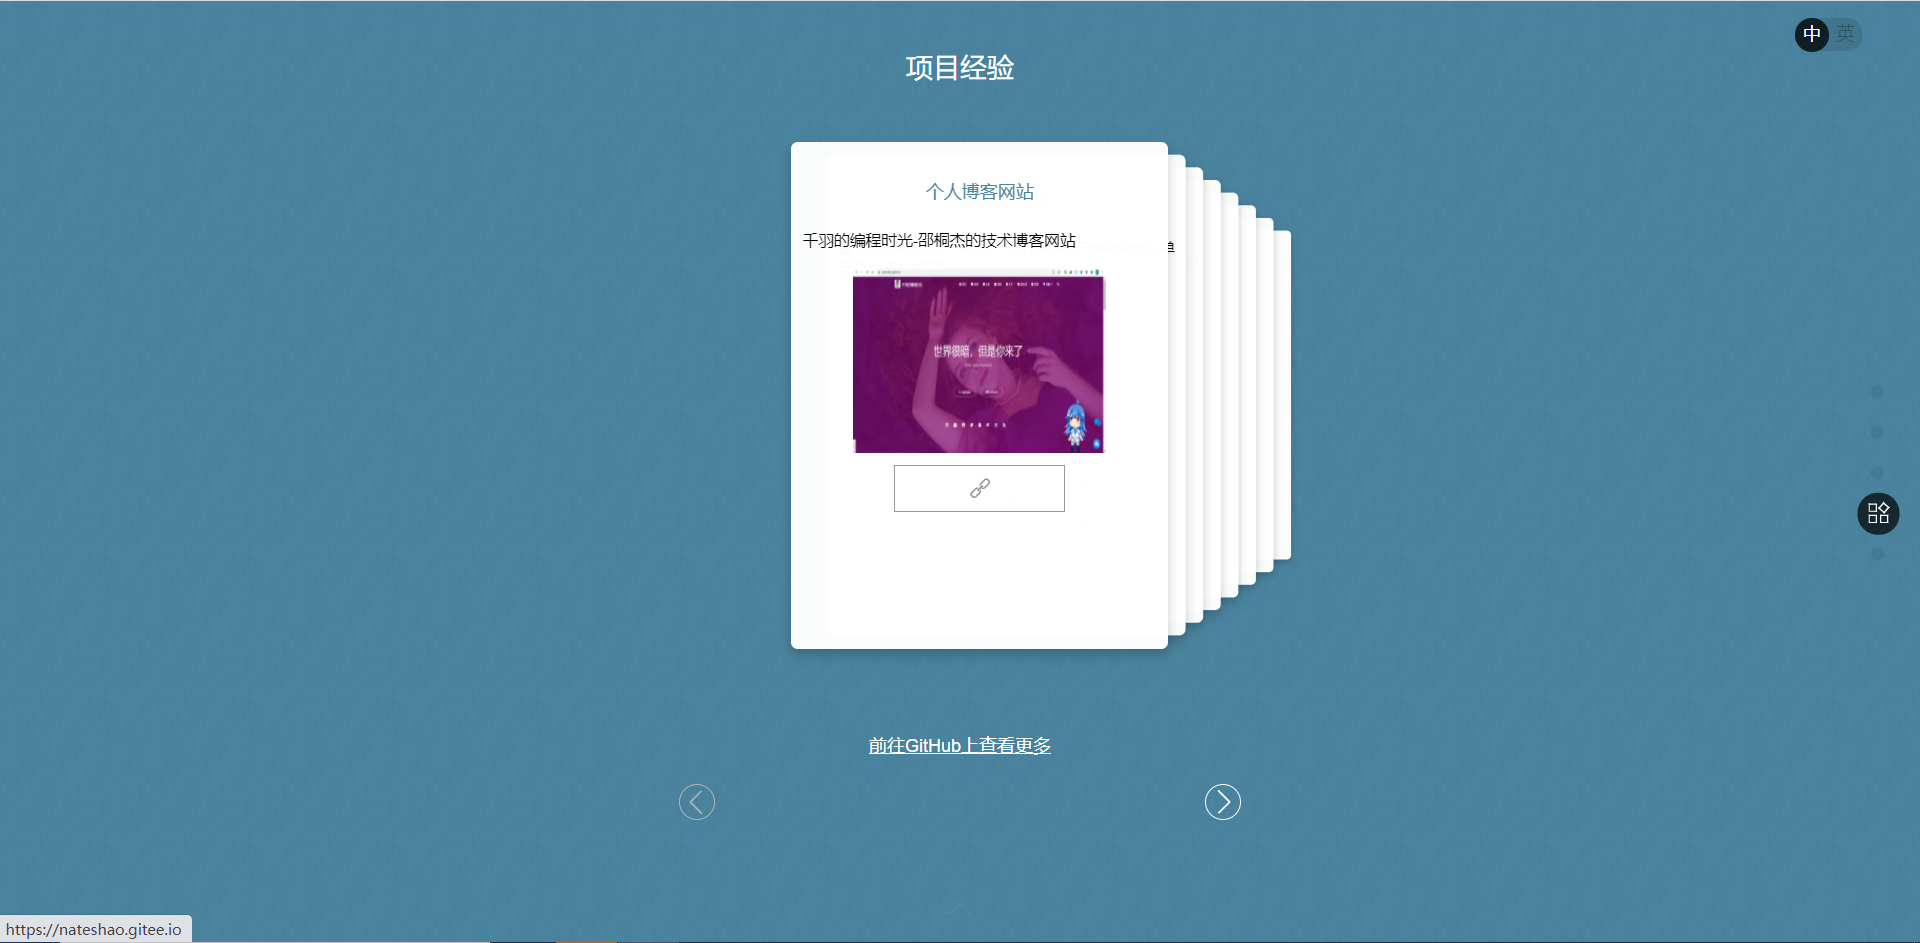 中 英
项目经验
个人博客网站
千羽的编程时光-邵桐杰的技术博客网站
单
世界很暗，但是你来了
前往GitHub上查看更多
https://nateshao.gitee.io